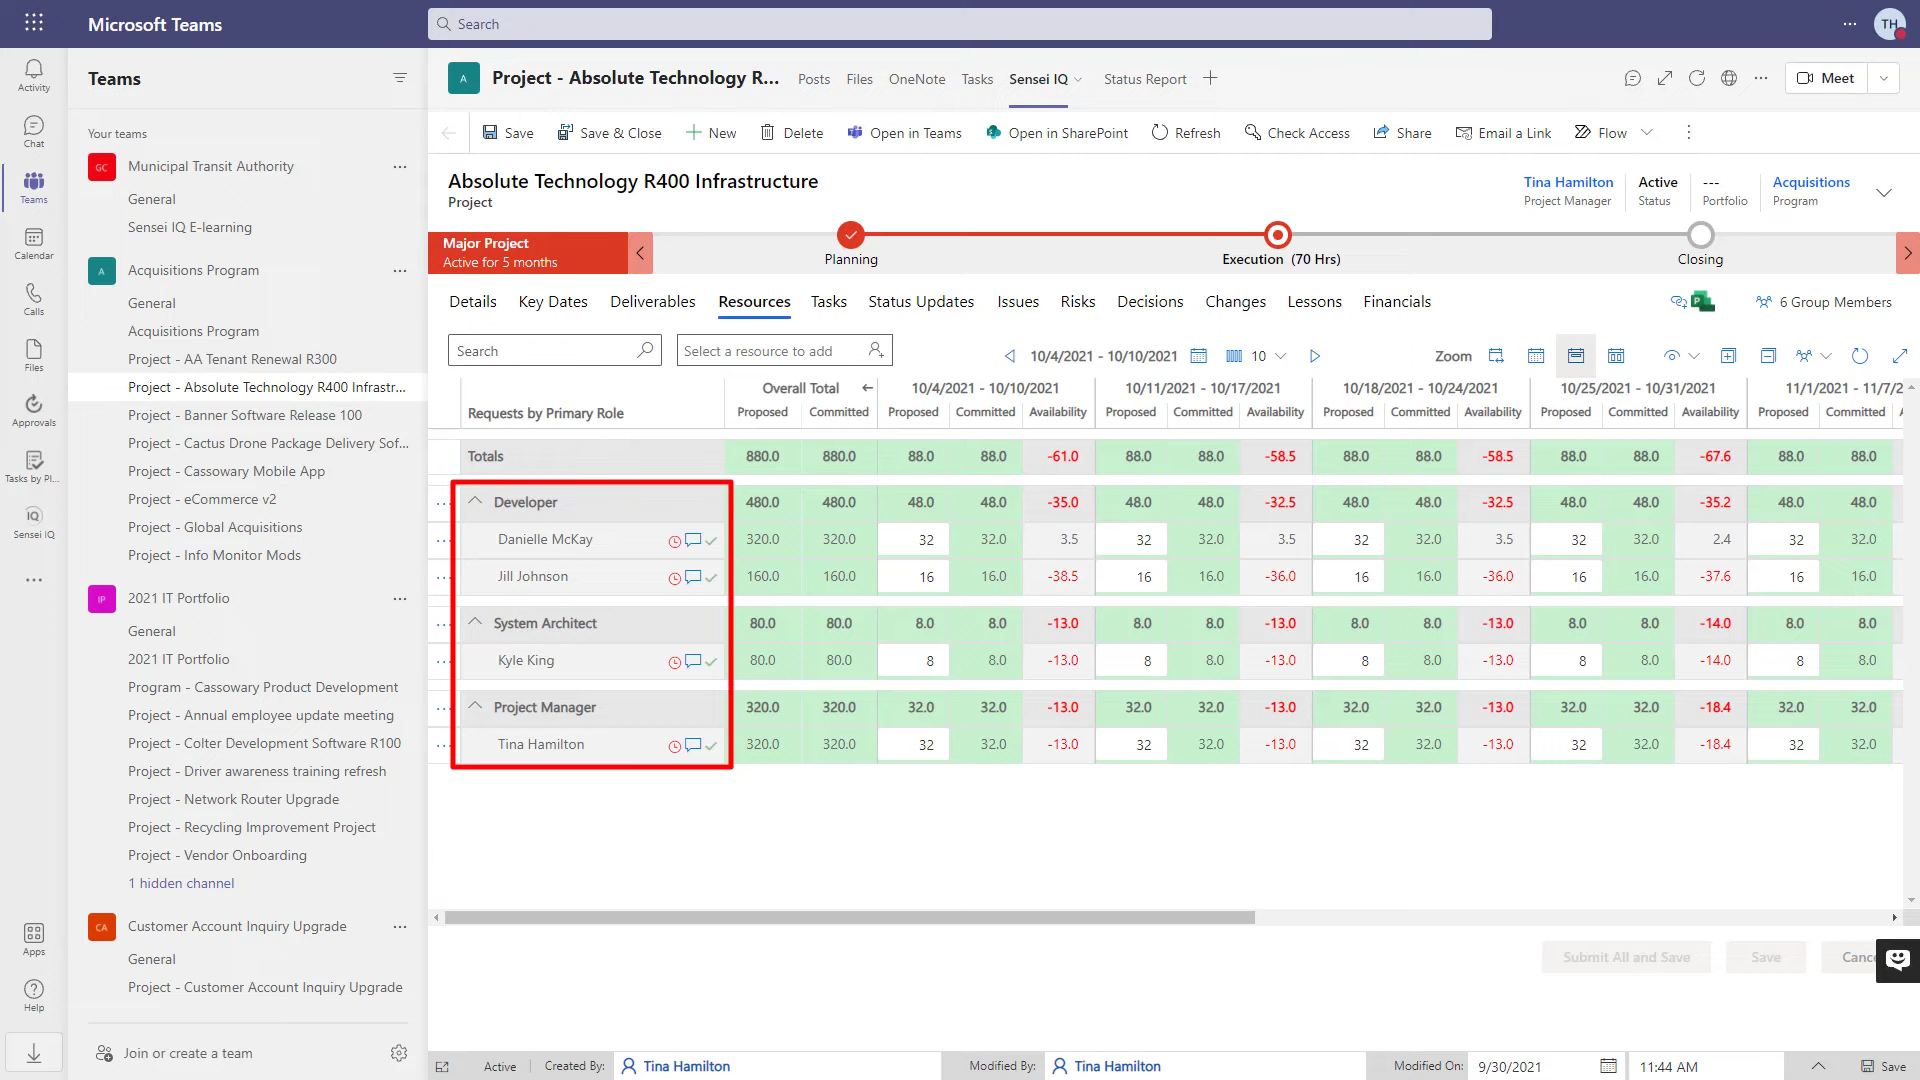 Microsoft Teams
Search
TH
Activity
Chat
Teams
Calendar
Calls
Files
Approvals
Tasks by Pl...
IQ
Sensei IQ
Apps
Help
Teams
Your teams
GC Municipal Transit Authority
General
Sensei IQ E-learning
A Acquisitions Program
General
Acquisitions Program
Project - AA Tenant Renewal R300
Project - Absolute Technology R400 Infrastr...
Project - Banner Software Release 100
Project - Cactus Drone Package Delivery Sof...
Project - Cassowary Mobile App
Project - eCommerce v2
Project - Global Acquisitions
Project - Info Monitor Mods
IP 2021 IT Portfolio
General
2021 IT Portfolio
Program - Cassowary Product Development
Project - Annual employee update meeting
Project - Colter Development Software R100
Project - Driver awareness training refresh
Project - Network Router Upgrade
Project - Recycling Improvement Project
Project - Vendor Onboarding
1 hidden channel
CA Customer Account Inquiry Upgrade
General
Project - Customer Account Inquiry Upgrade
Join or create a team
A Project - Absolute Technology R... Posts Files OneNote Tasks Sensei IQ Status Report Meet
Save Save & Close New Delete Open in Teams Open in SharePoint Refresh Check Access Share Email a Link Flow
Absolute Technology R400 Infrastructure
Project
Tina Hamilton Active --- Acquisitions
Project Manager Status Portfolio Program
Major Project
Active for 5 months
Planning Execution (70 Hrs) Closing
Details Key Dates Deliverables Resources Tasks Status Updates Issues Risks Decisions Changes Lessons Financials 6 Group Members
Search Select a resource to add 10/4/2021 - 10/10/2021 10 Zoom
Overall Total 10/4/2021 - 10/10/2021 10/11/2021 - 10/17/2021 10/18/2021 - 10/24/2021 10/25/2021 - 10/31/2021 11/1/2021 - 11/7/2
Requests by Primary Role Proposed Committed Proposed Committed Availability Proposed Committed Availability Proposed Committed Availability Proposed Committed Availability Proposed Committed A
Totals 880.0 880.0 88.0 88.0 -61.0 88.0 88.0 -58.5 88.0 88.0 -58.5 88.0 88.0 -67.6 88.0 88.0
Developer 480.0 480.0 48.0 48.0 -35.0 48.0 48.0 -32.5 48.0 48.0 -32.5 48.0 48.0 -35.2 48.0 48.0
Danielle McKay 320.0 320.0 32 32.0 3.5 32 32.0 3.5 32 32.0 3.5 32 32.0 2.4 32 32.0
Jill Johnson 160.0 160.0 16 16.0 -38.5 16 16.0 -36.0 16 16.0 -36.0 16 16.0 -37.6 16 16.0
System Architect 80.0 80.0 8.0 8.0 -13.0 8.0 8.0 -13.0 8.0 8.0 -13.0 8.0 8.0 -14.0 8.0 8.0
Kyle King 80.0 80.0 8 8.0 -13.0 8 8.0 -13.0 8 8.0 -13.0 8 8.0 -14.0 8 8.0
Project Manager 320.0 320.0 32.0 32.0 -13.0 32.0 32.0 -13.0 32.0 32.0 -13.0 32.0 32.0 -18.4 32.0 32.0
Tina Hamilton 320.0 320.0 32 32.0 -13.0 32 32.0 -13.0 32 32.0 -13.0 32 32.0 -18.4 32 32.0
Submit All and Save Save Cance
Active Created By: Tina Hamilton Modified By: Tina Hamilton Modified On: 9/30/2021 11:44 AM Save